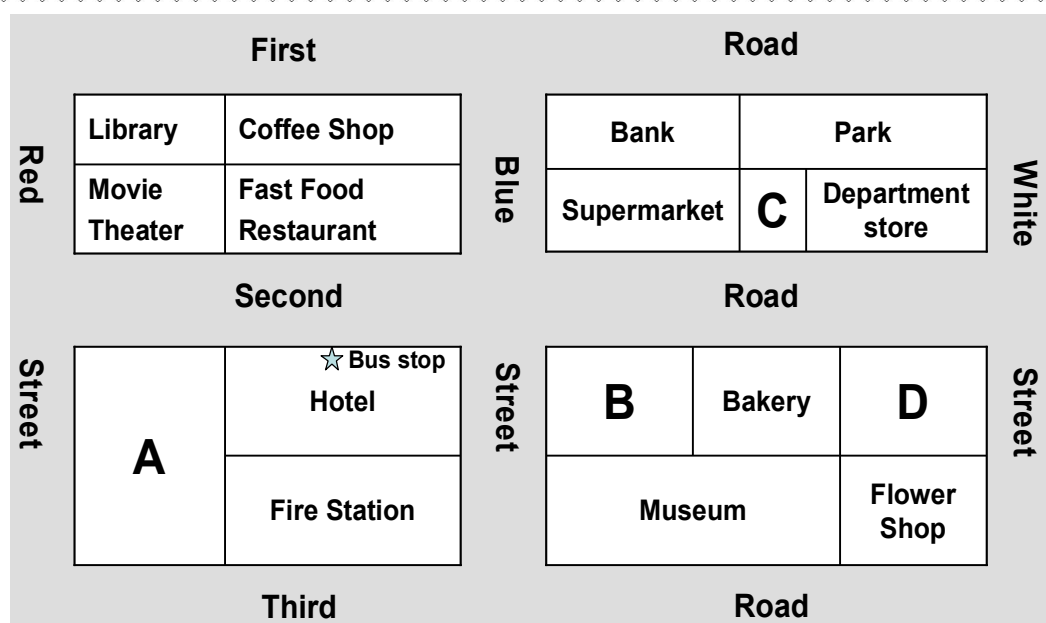 First Road
Library Coffee Shop Bank Park
Red Blue White
Movie Fast Food
Theater Restaurant
Supermarket C Department
store
Second Road
Bus stop
Street Street Street
Hotel B Bakery D
A
Fire Station Museum Flower
Shop
Third Road